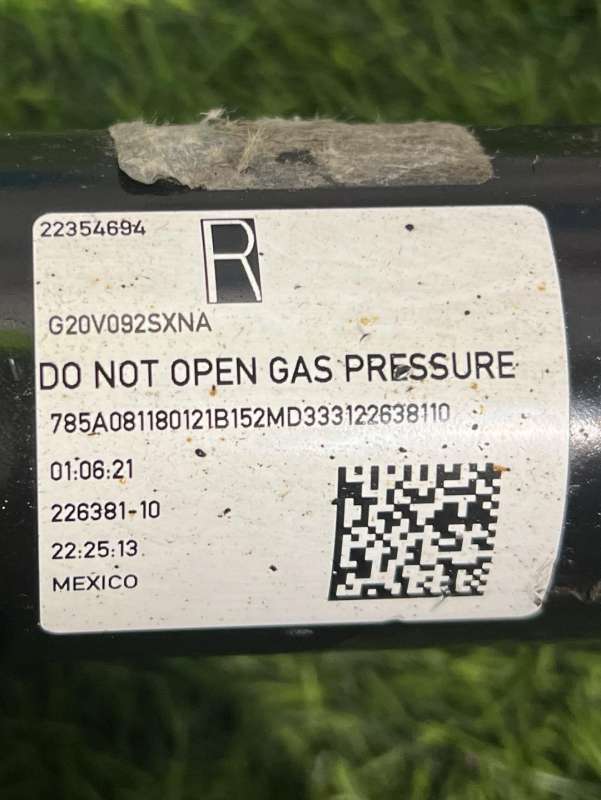 22354694
R
G20V092SXNA
DO NOT OPEN GAS PRESSURE
785A081180121B152MD333122638110
01:06:21
226381-10
22:25:13
MEXICO